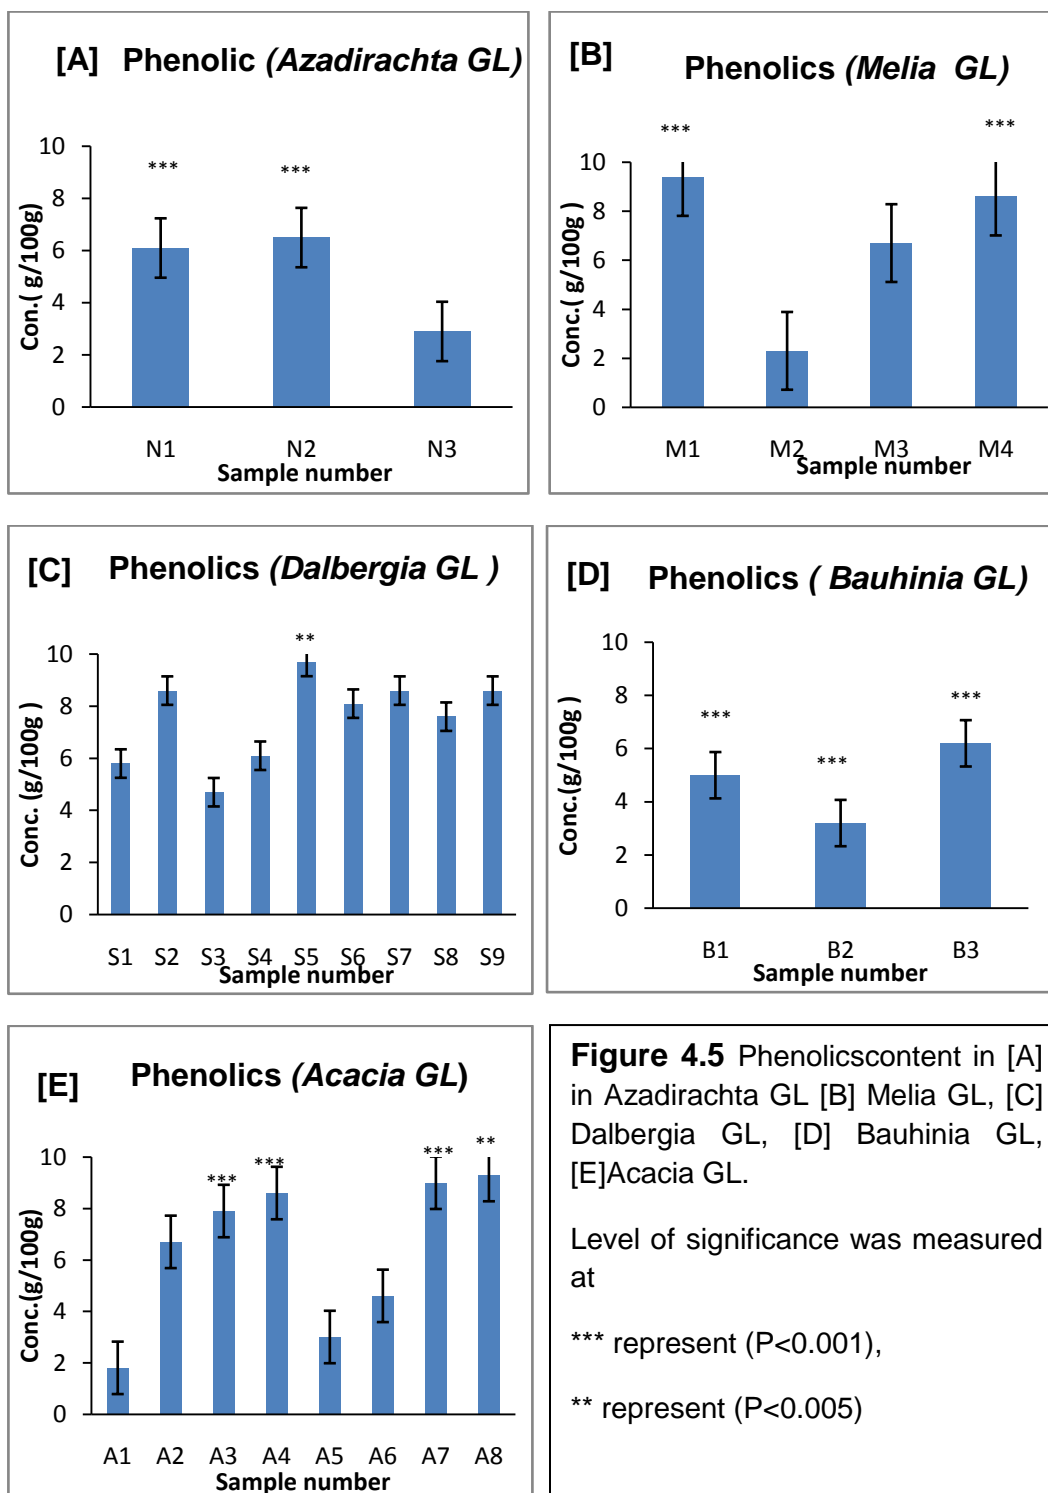 [A] Phenolic (Azadirachta GL)
Con.( g/100g)
10
8
6
4
2
0
*** ***
N1 N2 N3
Sample number
[B] Phenolics (Melia GL)
Conc.( g/100g )
10
8
6
4
2
0
*** ***
M1 M2 M3 M4
Sample number
[C] Phenolics (Dalbergia GL )
Conc. (g/100g )
10
8
6
4
2
0
**
S1 S2 S3 S4 S5 S6 S7 S8 S9
Sample number
[D] Phenolics ( Bauhinia GL)
Conc.(g/100g )
10
8
6
4
2
0
*** *** ***
B1 B2 B3
Sample number
[E] Phenolics (Acacia GL)
Conc.(g/100g)
10
8
6
4
2
0
*** *** *** **
A1 A2 A3 A4 A5 A6 A7 A8
Sample number
Figure 4.5 Phenolicscontent in [A]
in Azadirachta GL [B] Melia GL, [C]
Dalbergia GL, [D] Bauhinia GL,
[E]Acacia GL.
Level of significance was measured
at
*** represent (P<0.001),
** represent (P<0.005)